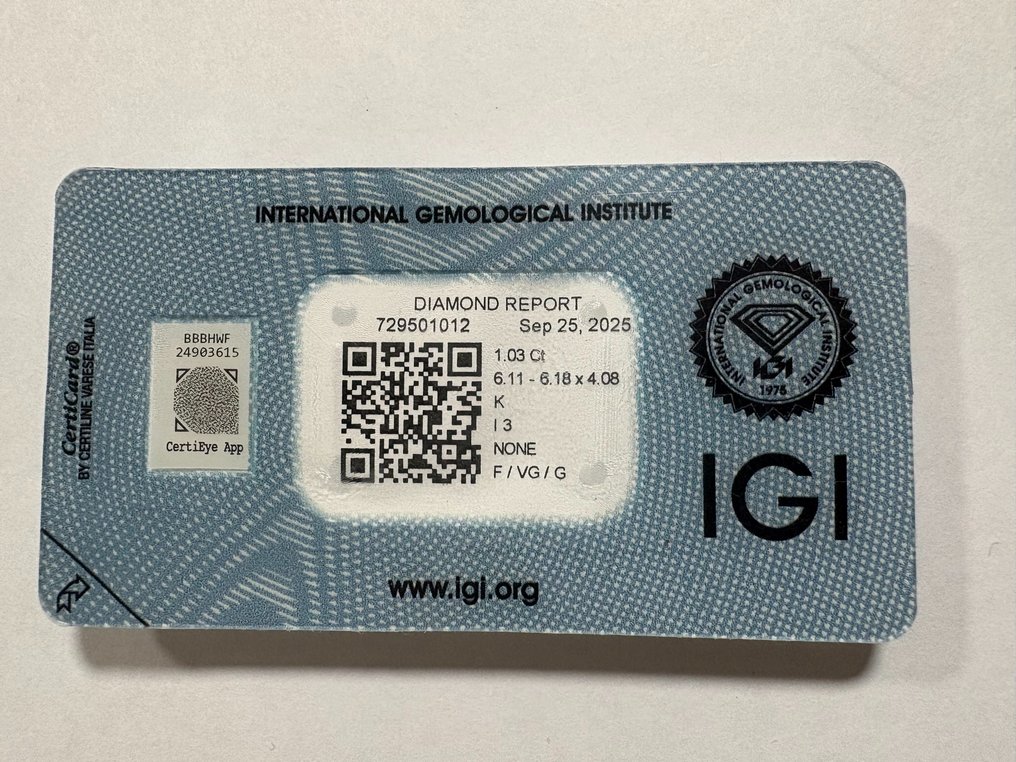 INTERNATIONAL GEMOLOGICAL INSTITUTE
DIAMOND REPORT
729501012 Sep 25, 2025
1.03 Ct
6.11 - 6.18 x 4.08
K
I 3
NONE
F / VG / G
BBBHWF
24903615
CertiEye App
CertiCard®
BY CERTILINE VARESE ITALIA
INTERNATIONAL GEMOLOGICAL INSTITUTE
IGI
1975
IGI
www.igi.org